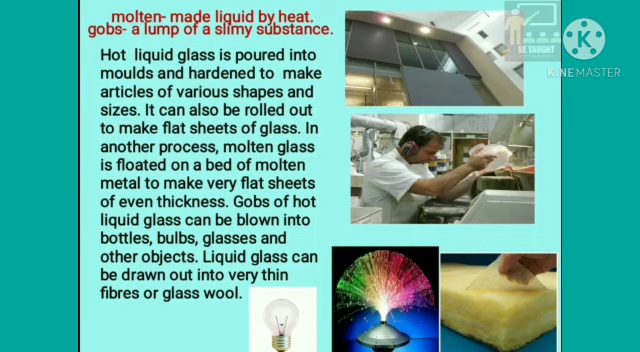 molten- made liquid by heat.
gobs- a lump of a slimy substance.
Hot liquid glass is poured into
moulds and hardened to make
articles of various shapes and
sizes. It can also be rolled out
to make flat sheets of glass. In
another process, molten glass
is floated on a bed of molten
metal to make very flat sheets
of even thickness. Gobs of hot
liquid glass can be blown into
bottles, bulbs, glasses and
other objects. Liquid glass can
be drawn out into very thin
fibres or glass wool.
BE TAUGHT
KINEMASTER